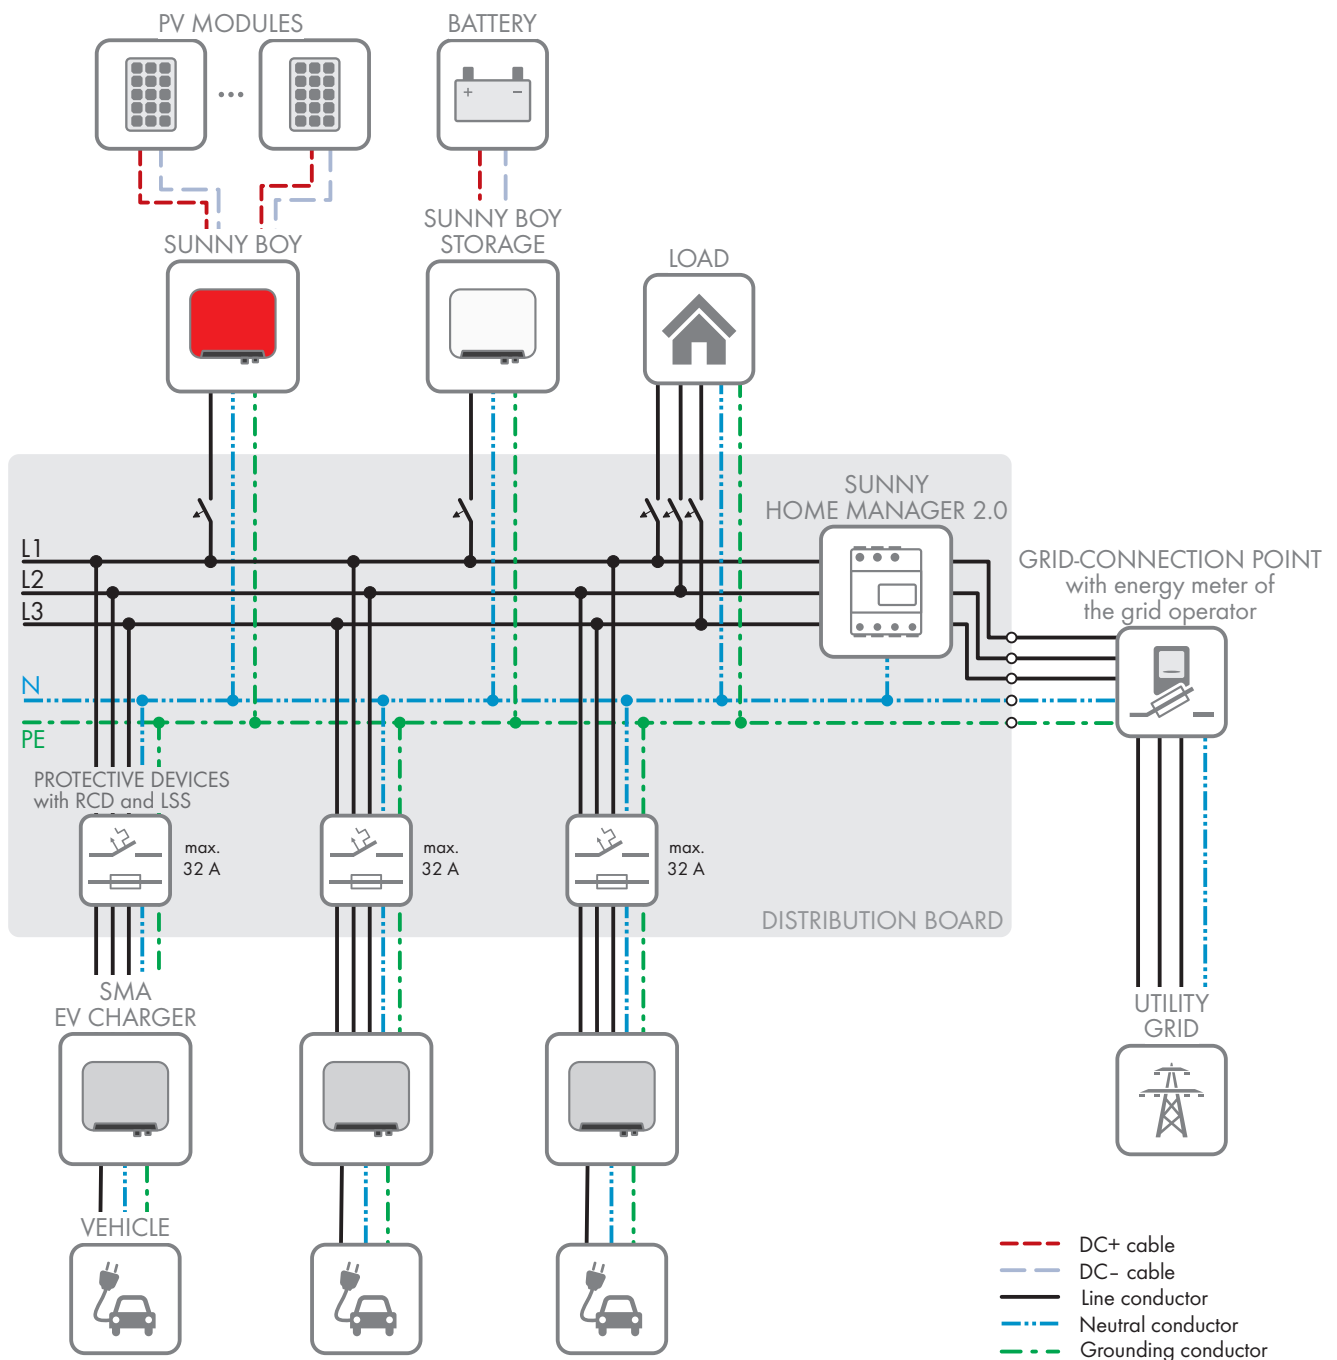 PV MODULES
BATTERY
+ −
SUNNY BOY
SUNNY BOY
STORAGE
LOAD
SUNNY
HOME MANAGER 2.0
L1
L2
L3
N
PE
GRID-CONNECTION POINT
with energy meter of
the grid operator
PROTECTIVE DEVICES
with RCD and LSS
max.
32 A
max.
32 A
max.
32 A
DISTRIBUTION BOARD
SMA
EV CHARGER
UTILITY
GRID
VEHICLE
DC+ cable
DC– cable
Line conductor
Neutral conductor
Grounding conductor